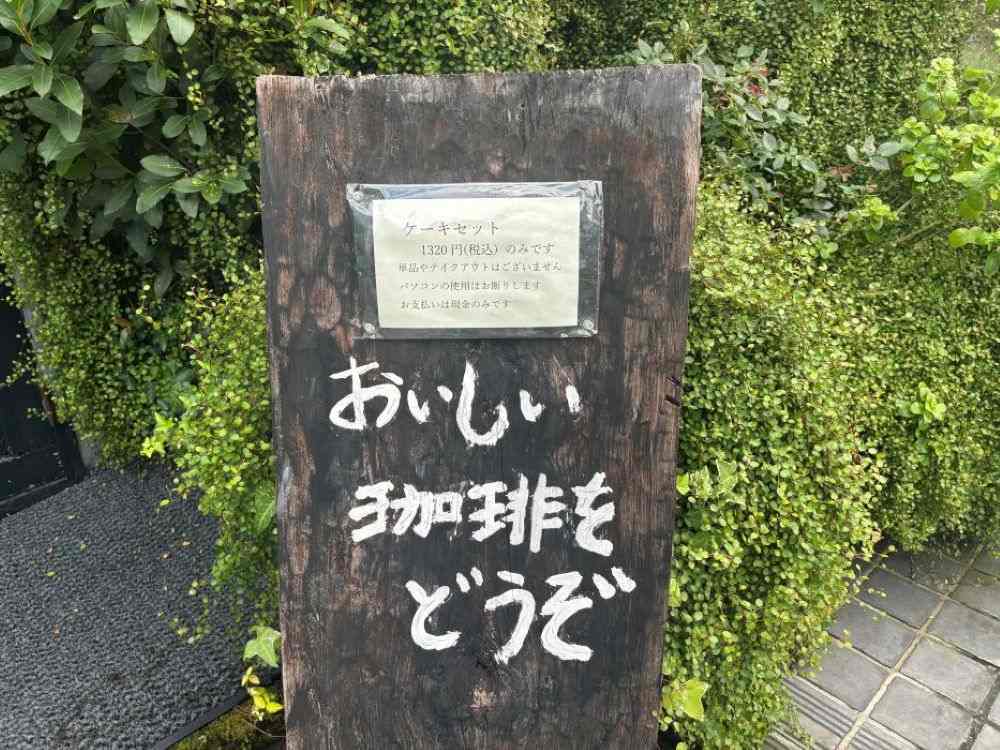 ケーキセット
1320円(税込) のみです
単品やテイクアウトはございません
パソコンの使用はお断りします
お支払いは現金のみです
おいしい
珈琲を
どうぞ